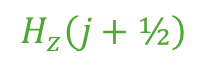 H_Z(j + ½)